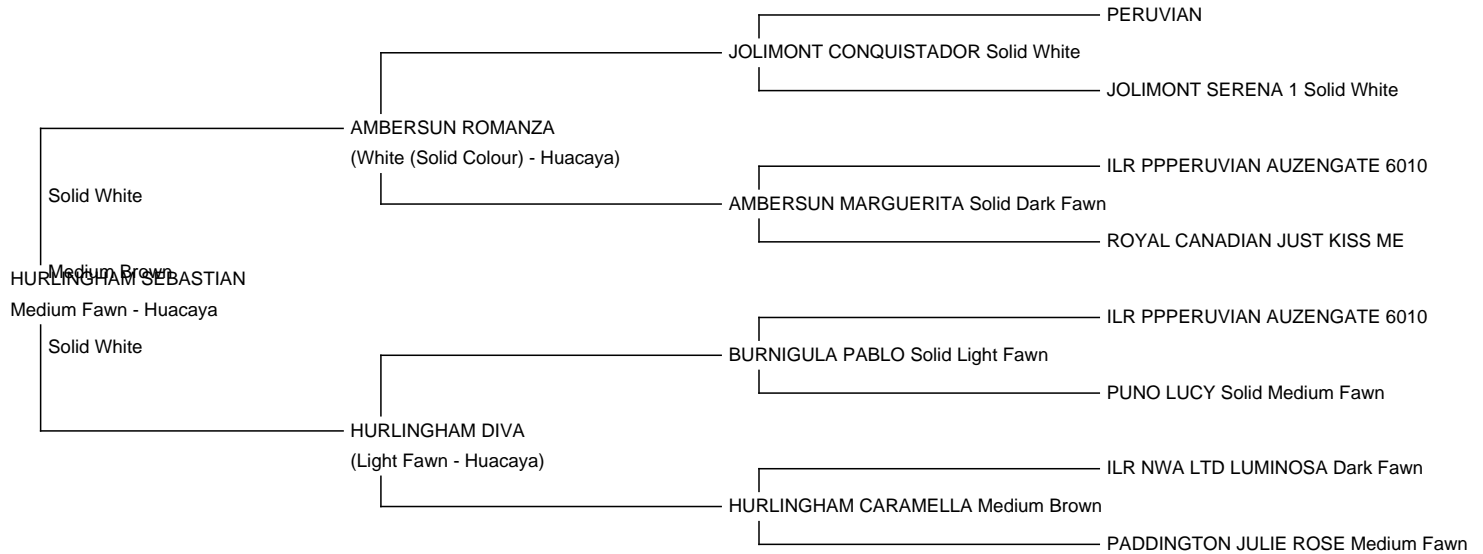 PERUVIAN
JOLIMONT CONQUISTADOR Solid White
JOLIMONT SERENA 1 Solid White
AMBERSUN ROMANZA
(White (Solid Colour) - Huacaya)
ILR PPPERUVIAN AUZENGATE 6010
Solid White
AMBERSUN MARGUERITA Solid Dark Fawn
ROYAL CANADIAN JUST KISS ME
Medium Brown
HURLINGHAM SEBASTIAN
Medium Fawn - Huacaya
ILR PPPERUVIAN AUZENGATE 6010
Solid White
BURNIGULA PABLO Solid Light Fawn
PUNO LUCY Solid Medium Fawn
HURLINGHAM DIVA
(Light Fawn - Huacaya)
ILR NWA LTD LUMINOSA Dark Fawn
HURLINGHAM CARAMELLA Medium Brown
PADDINGTON JULIE ROSE Medium Fawn